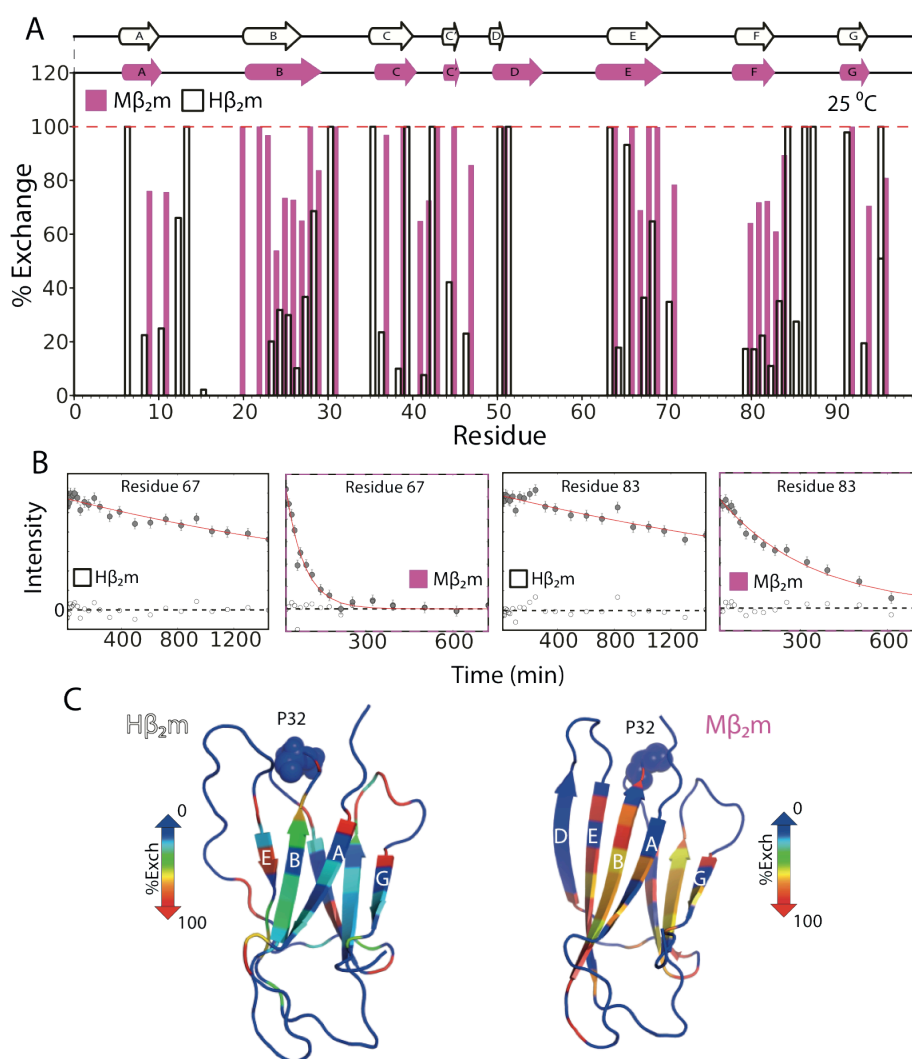 A
A B C C' D E F G
A B C C' D E F G
Mβ₂m Hβ₂m 25 ⁰C
% Exchange
120
100
80
60
40
20
0
0 10 20 30 40 50 60 70 80 90
Residue
B
Residue 67 Residue 67 Residue 83 Residue 83
Intensity
Hβ₂m Mβ₂m Hβ₂m Mβ₂m
0
400 800 1200 300 600 400 800 1200 300 600
Time (min)
C
Hβ₂m P32 P32 Mβ₂m
0 %Exch 100
E B A G
D E B A G
0 %Exch 100